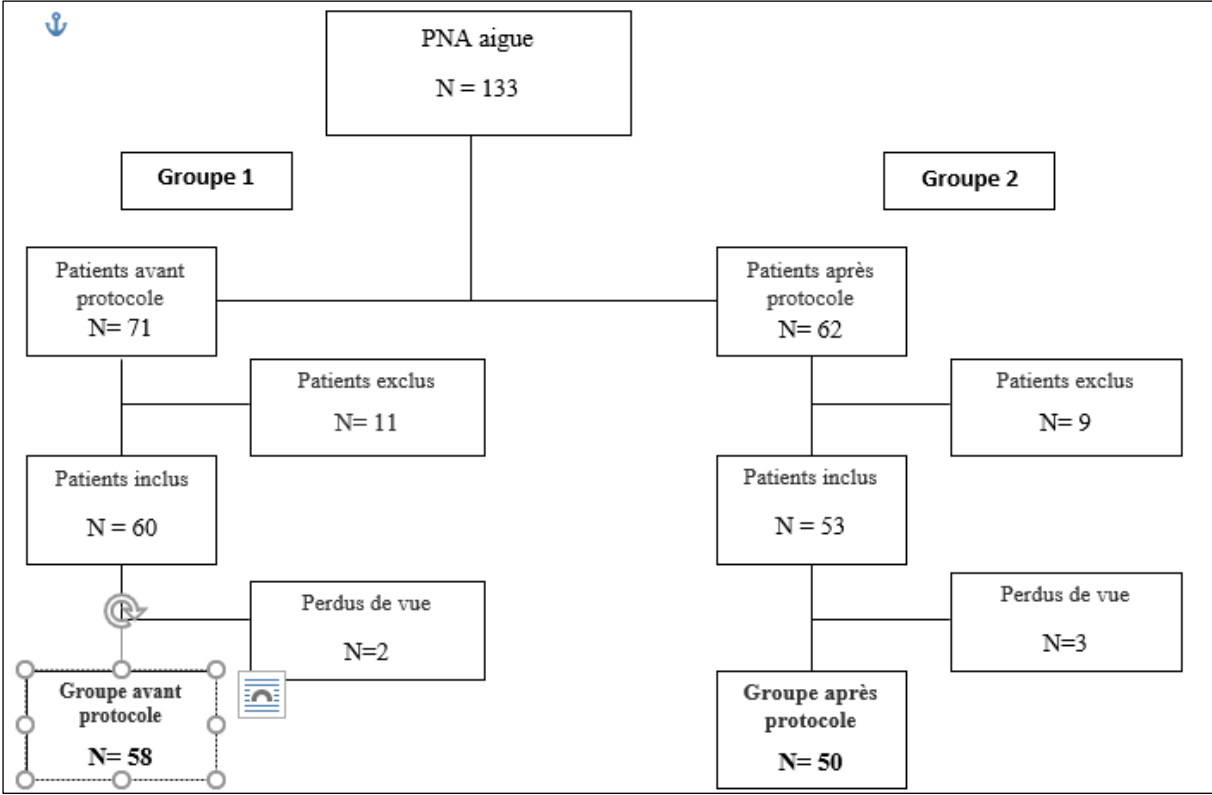 PNA aigue
N = 133
Groupe 1
Groupe 2
Patients avant
protocole
N= 71
Patients après
protocole
N= 62
Patients exclus
N= 11
Patients exclus
N= 9
Patients inclus
N = 60
Patients inclus
N = 53
Perdus de vue
N=2
Perdus de vue
N=3
Groupe avant
protocole
N= 58
Groupe après
protocole
N= 50